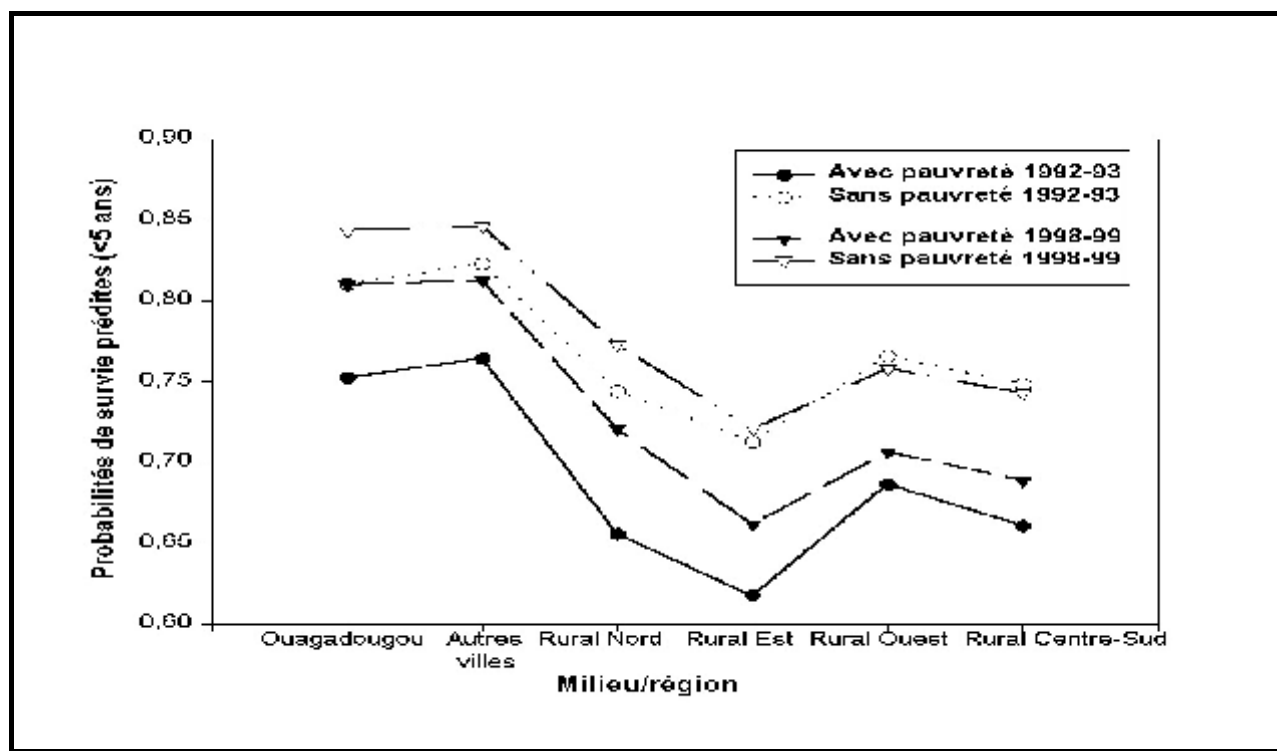 Probabilités de survie prédites (<5 ans)
0,90
0,85
0,80
0,75
0,70
0,65
0,60
Avec pauvreté 1992-93
Sans pauvreté 1992-93
Avec pauvreté 1998-99
Sans pauvreté 1998-99
Ouagadougou
Autres
villes
Rural Nord
Rural Est
Rural Ouest
Rural Centre-Sud
Milieu/région